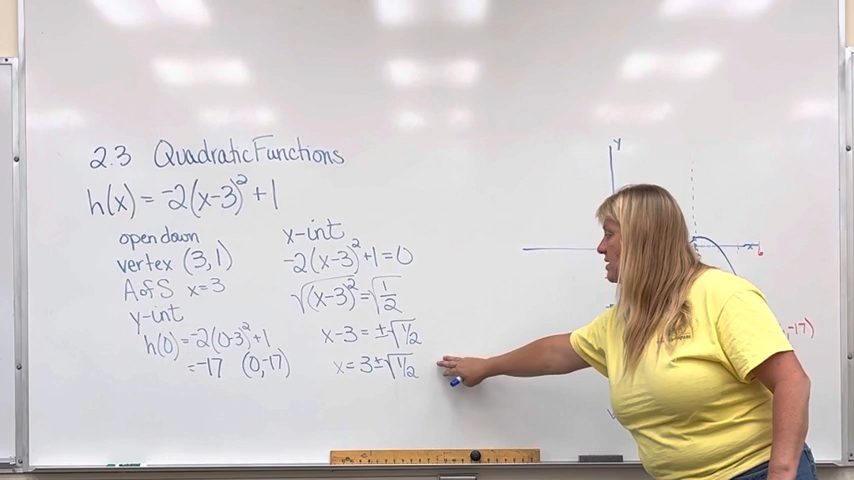 2.3 Quadratic Functions
h(x) = -2(x-3)² + 1
open down
vertex (3, 1)
A of S x = 3
y-int
h(0) = -2(0-3)² + 1
= -17 (0, -17)
x-int
-2(x-3)² + 1 = 0
√(x-3)² = √1/2
x-3 = ±√1/2
x = 3 ± √1/2
y
x
6
-17)